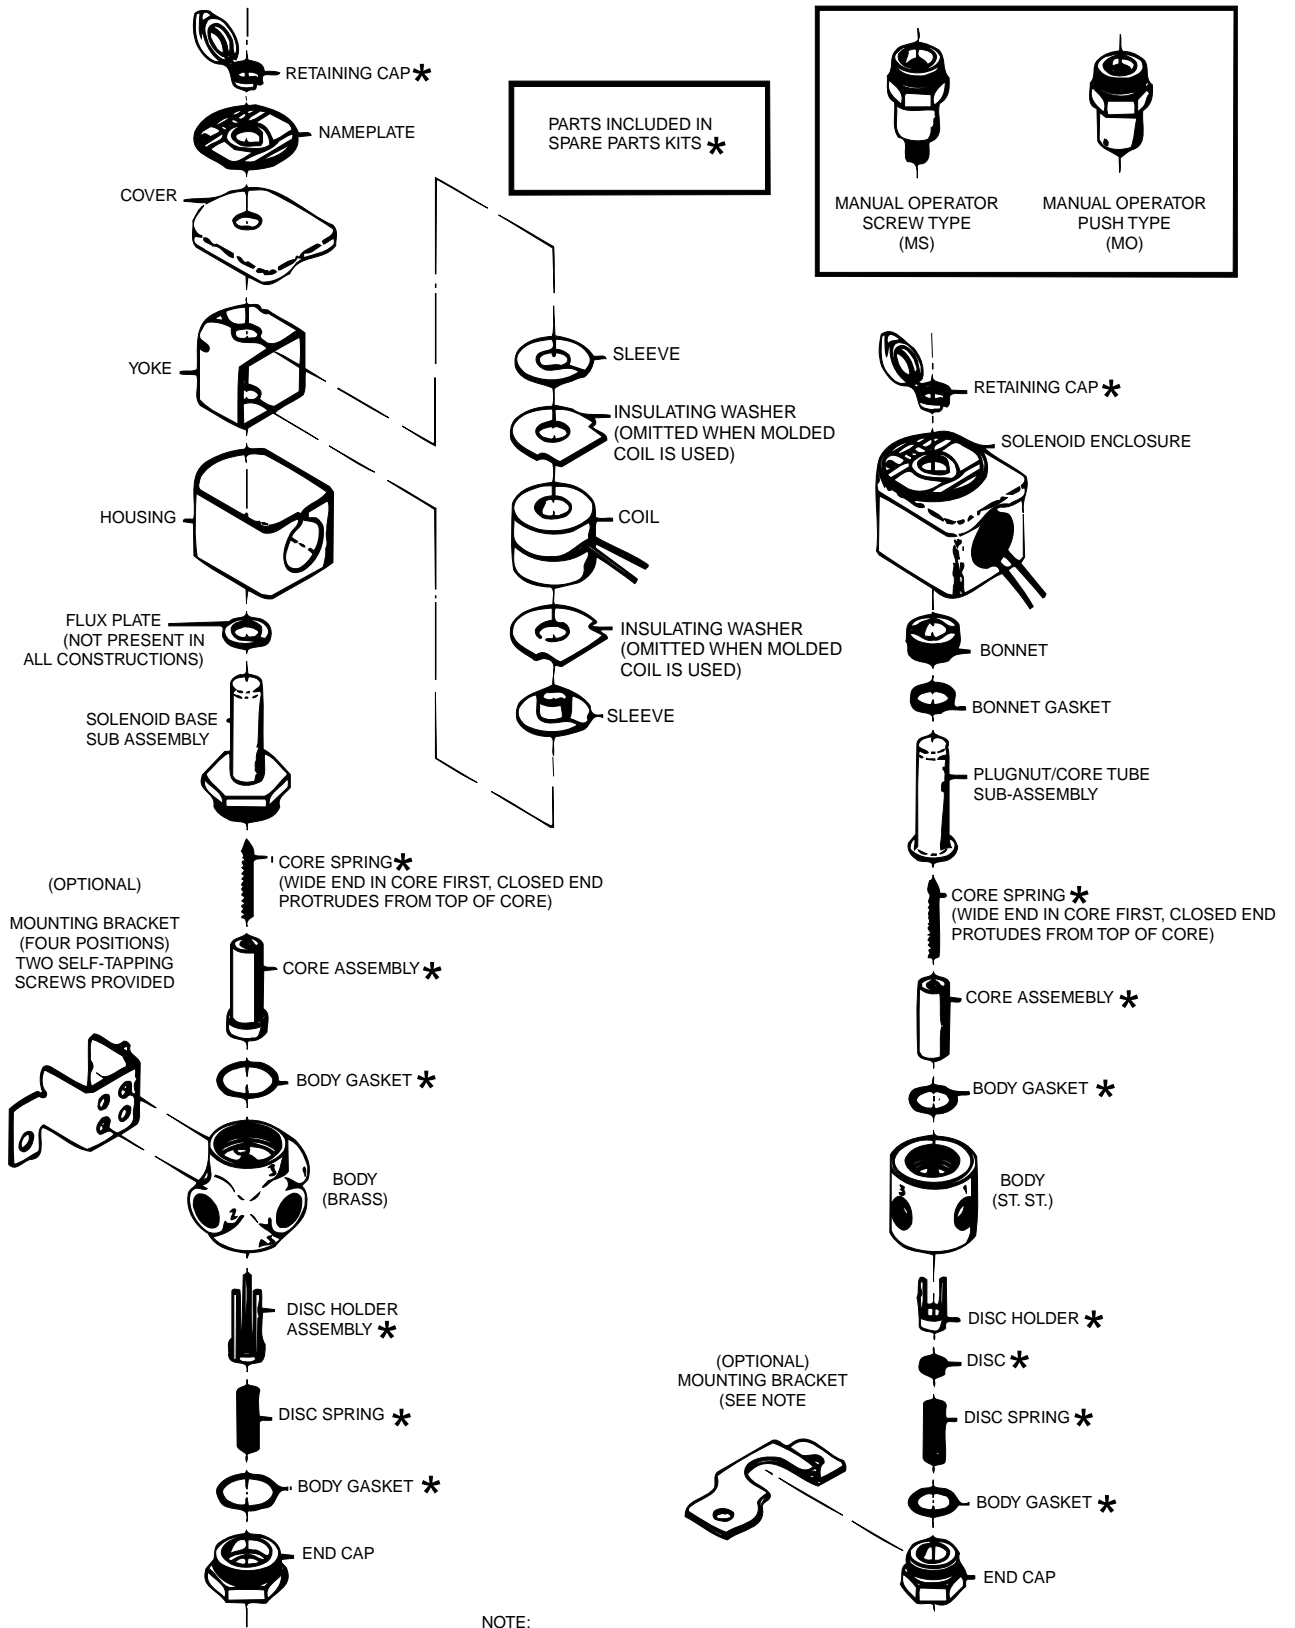 RETAINING CAP *
NAMEPLATE
COVER
YOKE
HOUSING
FLUX PLATE
(NOT PRESENT IN
ALL CONSTRUCTIONS)
SOLENOID BASE
SUB ASSEMBLY
CORE SPRING *
(WIDE END IN CORE FIRST, CLOSED END
PROTRUDES FROM TOP OF CORE)
(OPTIONAL)
MOUNTING BRACKET
(FOUR POSITIONS)
TWO SELF-TAPPING
SCREWS PROVIDED
CORE ASSEMBLY *
BODY GASKET *
3
1
2
BODY
(BRASS)
DISC HOLDER
ASSEMBLY *
DISC SPRING *
BODY GASKET *
END CAP
PARTS INCLUDED IN
SPARE PARTS KITS *
SLEEVE
INSULATING WASHER
(OMITTED WHEN MOLDED
COIL IS USED)
COIL
INSULATING WASHER
(OMITTED WHEN MOLDED
COIL IS USED)
SLEEVE
MANUAL OPERATOR
SCREW TYPE
(MS)
MANUAL OPERATOR
PUSH TYPE
(MO)
RETAINING CAP *
SOLENOID ENCLOSURE
BONNET
BONNET GASKET
PLUGNUT/CORE TUBE
SUB-ASSEMBLY
CORE SPRING *
(WIDE END IN CORE FIRST, CLOSED END
PROTUDES FROM TOP OF CORE)
CORE ASSEMEBLY *
BODY GASKET *
3
1
BODY
(ST. ST.)
DISC HOLDER *
DISC *
(OPTIONAL)
MOUNTING BRACKET
(SEE NOTE
DISC SPRING *
BODY GASKET *
END CAP
NOTE: